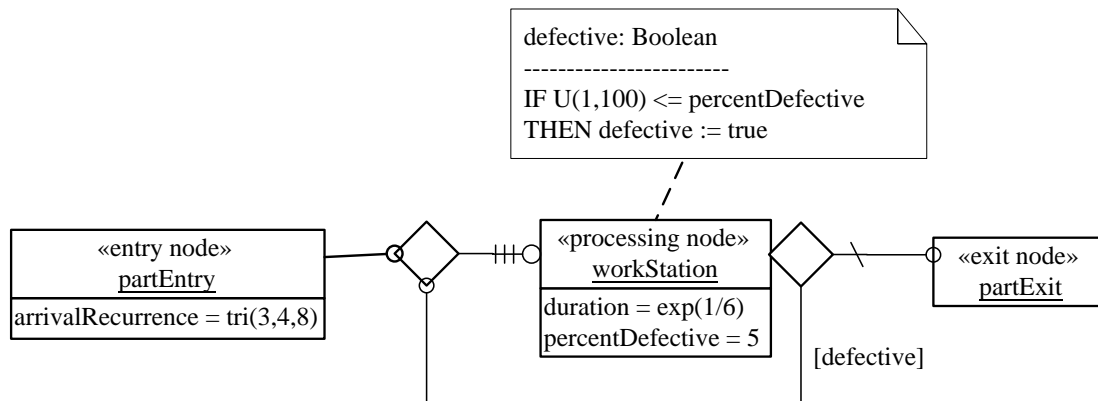 defective: Boolean
------------------------
IF U(1,100) <= percentDefective
THEN defective := true
«entry node»
partEntry
arrivalRecurrence = tri(3,4,8)
«processing node»
workStation
duration = exp(1/6)
percentDefective = 5
«exit node»
partExit
[defective]